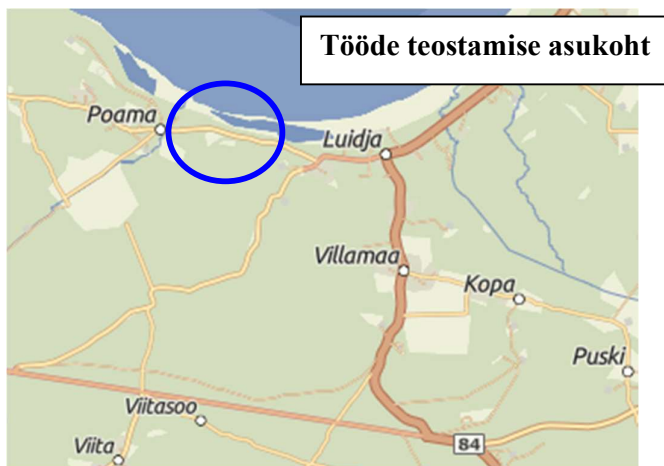 Tööde teostamise asukoht
Poama
Luidja
Villamaa
Kopa
Puski
Viitasoo
Viita
84